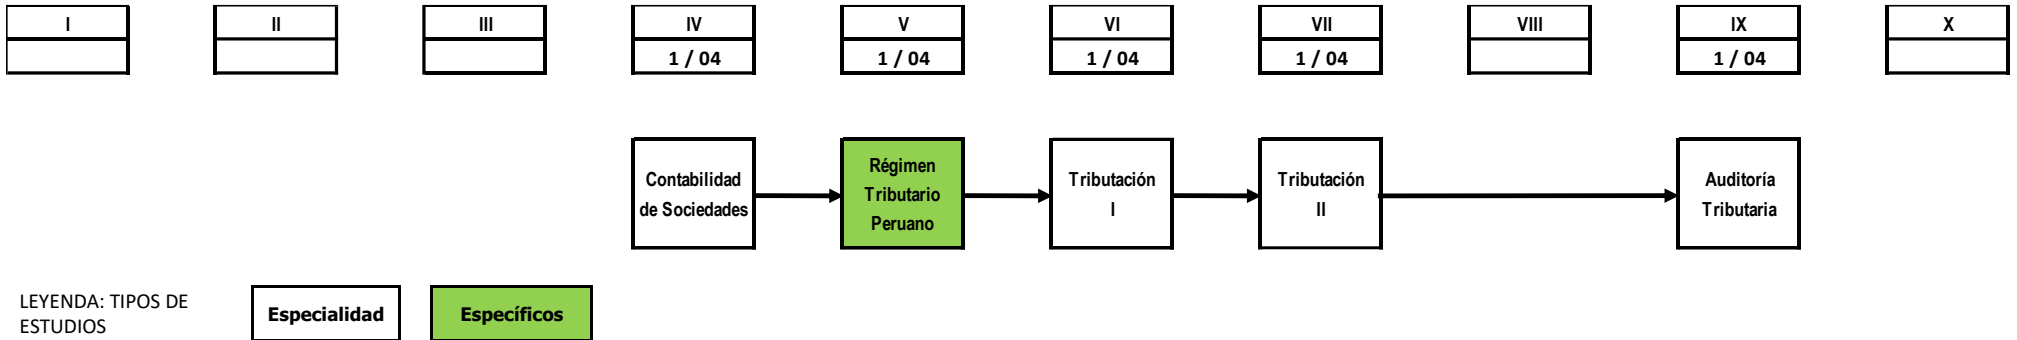 I
II
III
IV
V
VI
VII
VIII
IX
X
1 / 04
1 / 04
1 / 04
1 / 04
1 / 04
Contabilidad
de Sociedades
Régimen
Tributario
Peruano
Tributación
I
Tributación
II
Auditoría
Tributaria
LEYENDA: TIPOS DE
ESTUDIOS
Especialidad
Específicos